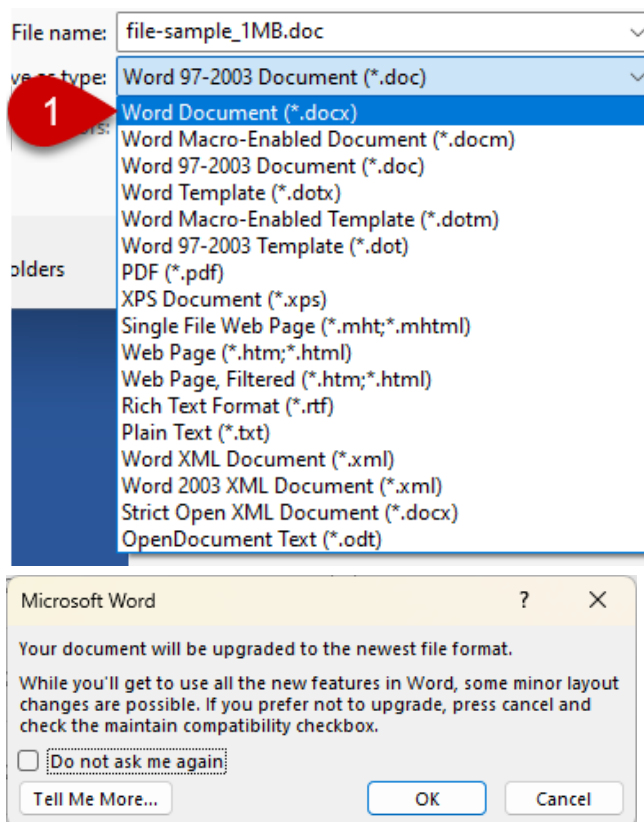 File name: file-sample_1MB.doc
ve as type: Word 97-2003 Document (*.doc)
1 Word Document (*.docx)
ors:
Word Macro-Enabled Document (*.docm)
Word 97-2003 Document (*.doc)
Word Template (*.dotx)
Word Macro-Enabled Template (*.dotm)
Word 97-2003 Template (*.dot)
olders
PDF (*.pdf)
XPS Document (*.xps)
Single File Web Page (*.mht;*.mhtml)
Web Page (*.htm;*.html)
Web Page, Filtered (*.htm;*.html)
Rich Text Format (*.rtf)
Plain Text (*.txt)
Word XML Document (*.xml)
Word 2003 XML Document (*.xml)
Strict Open XML Document (*.docx)
OpenDocument Text (*.odt)
Microsoft Word ?
Your document will be upgraded to the newest file format.
While you'll get to use all the new features in Word, some minor layout
changes are possible. If you prefer not to upgrade, press cancel and
check the maintain compatibility checkbox.
Do not ask me again
Tell Me More... OK Cancel